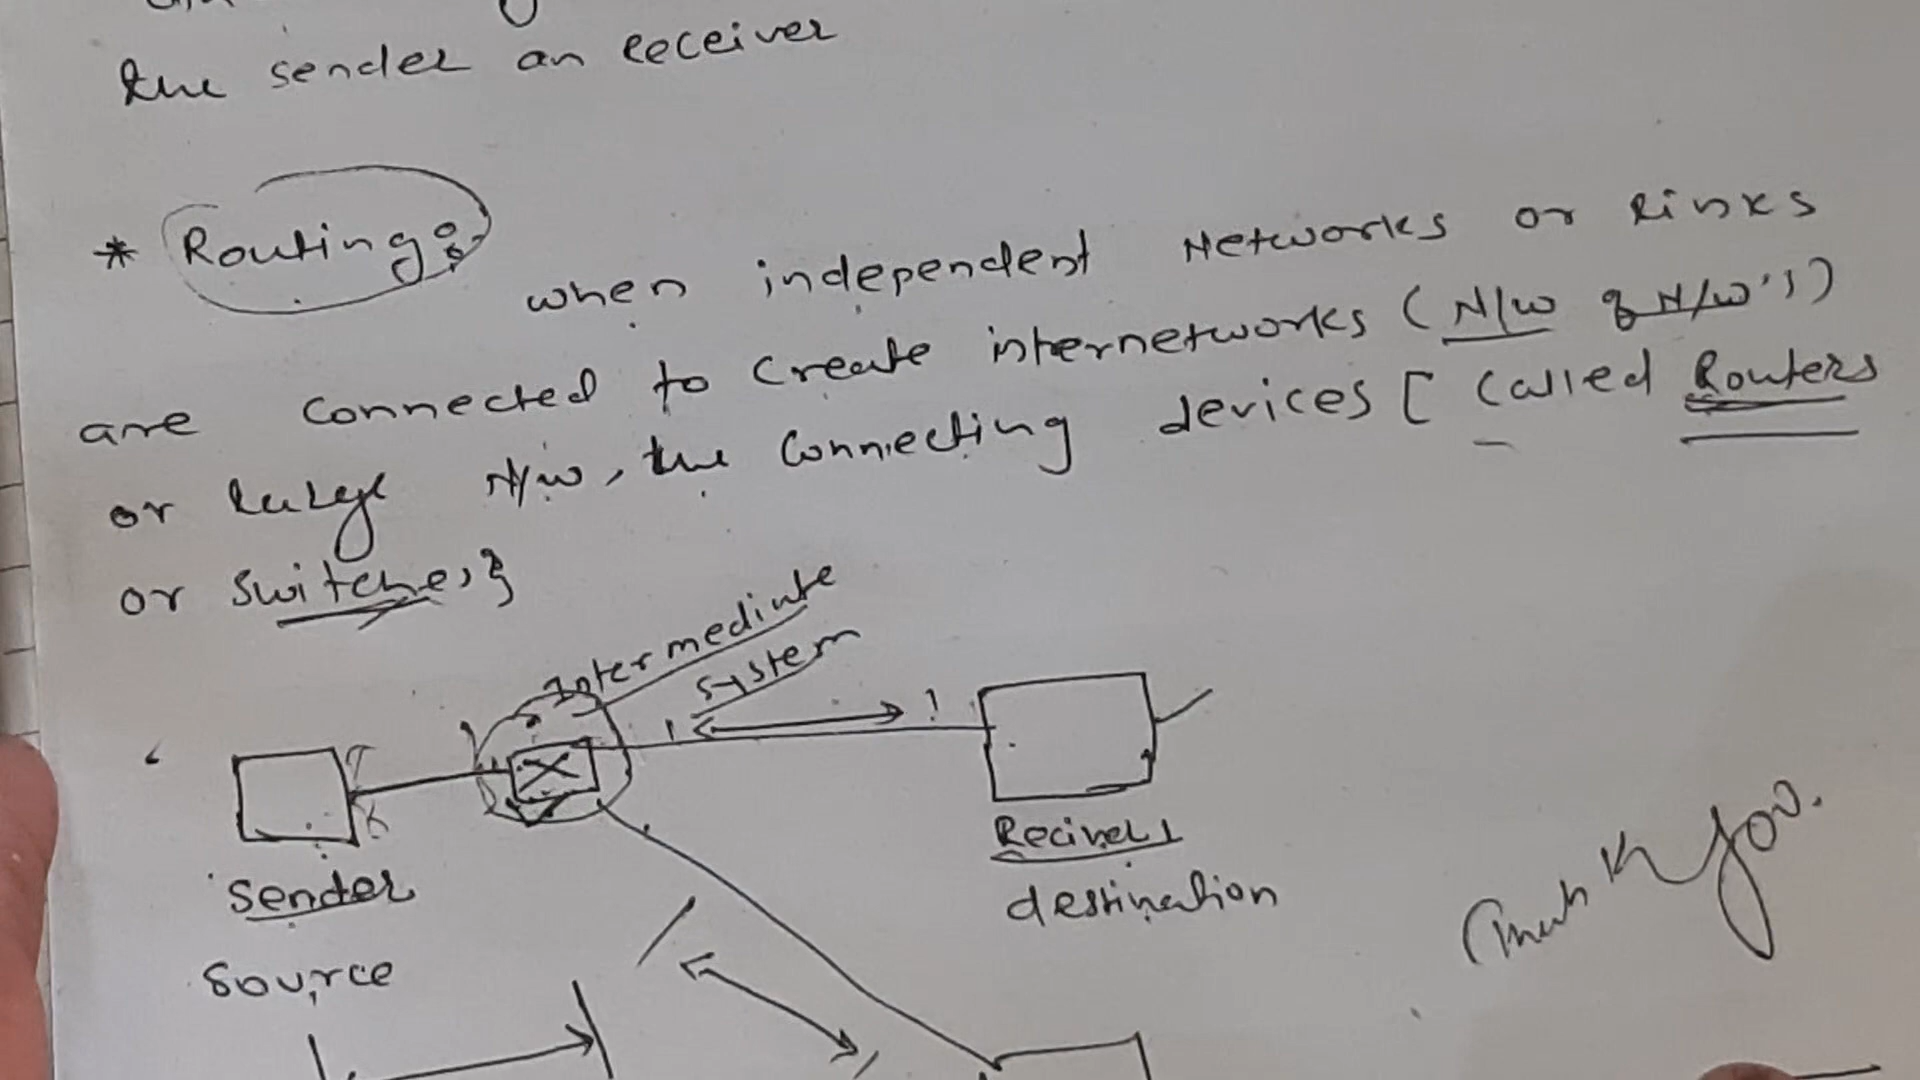 the sender an receiver
* Routing:
when independent Networks or Links
are connected to create internetworks (N/w of N/w's)
or large N/w, the connecting devices [ called Routers
or switches}
Intermediate
system
sender
source
Reciver 1
destination
Thank You.